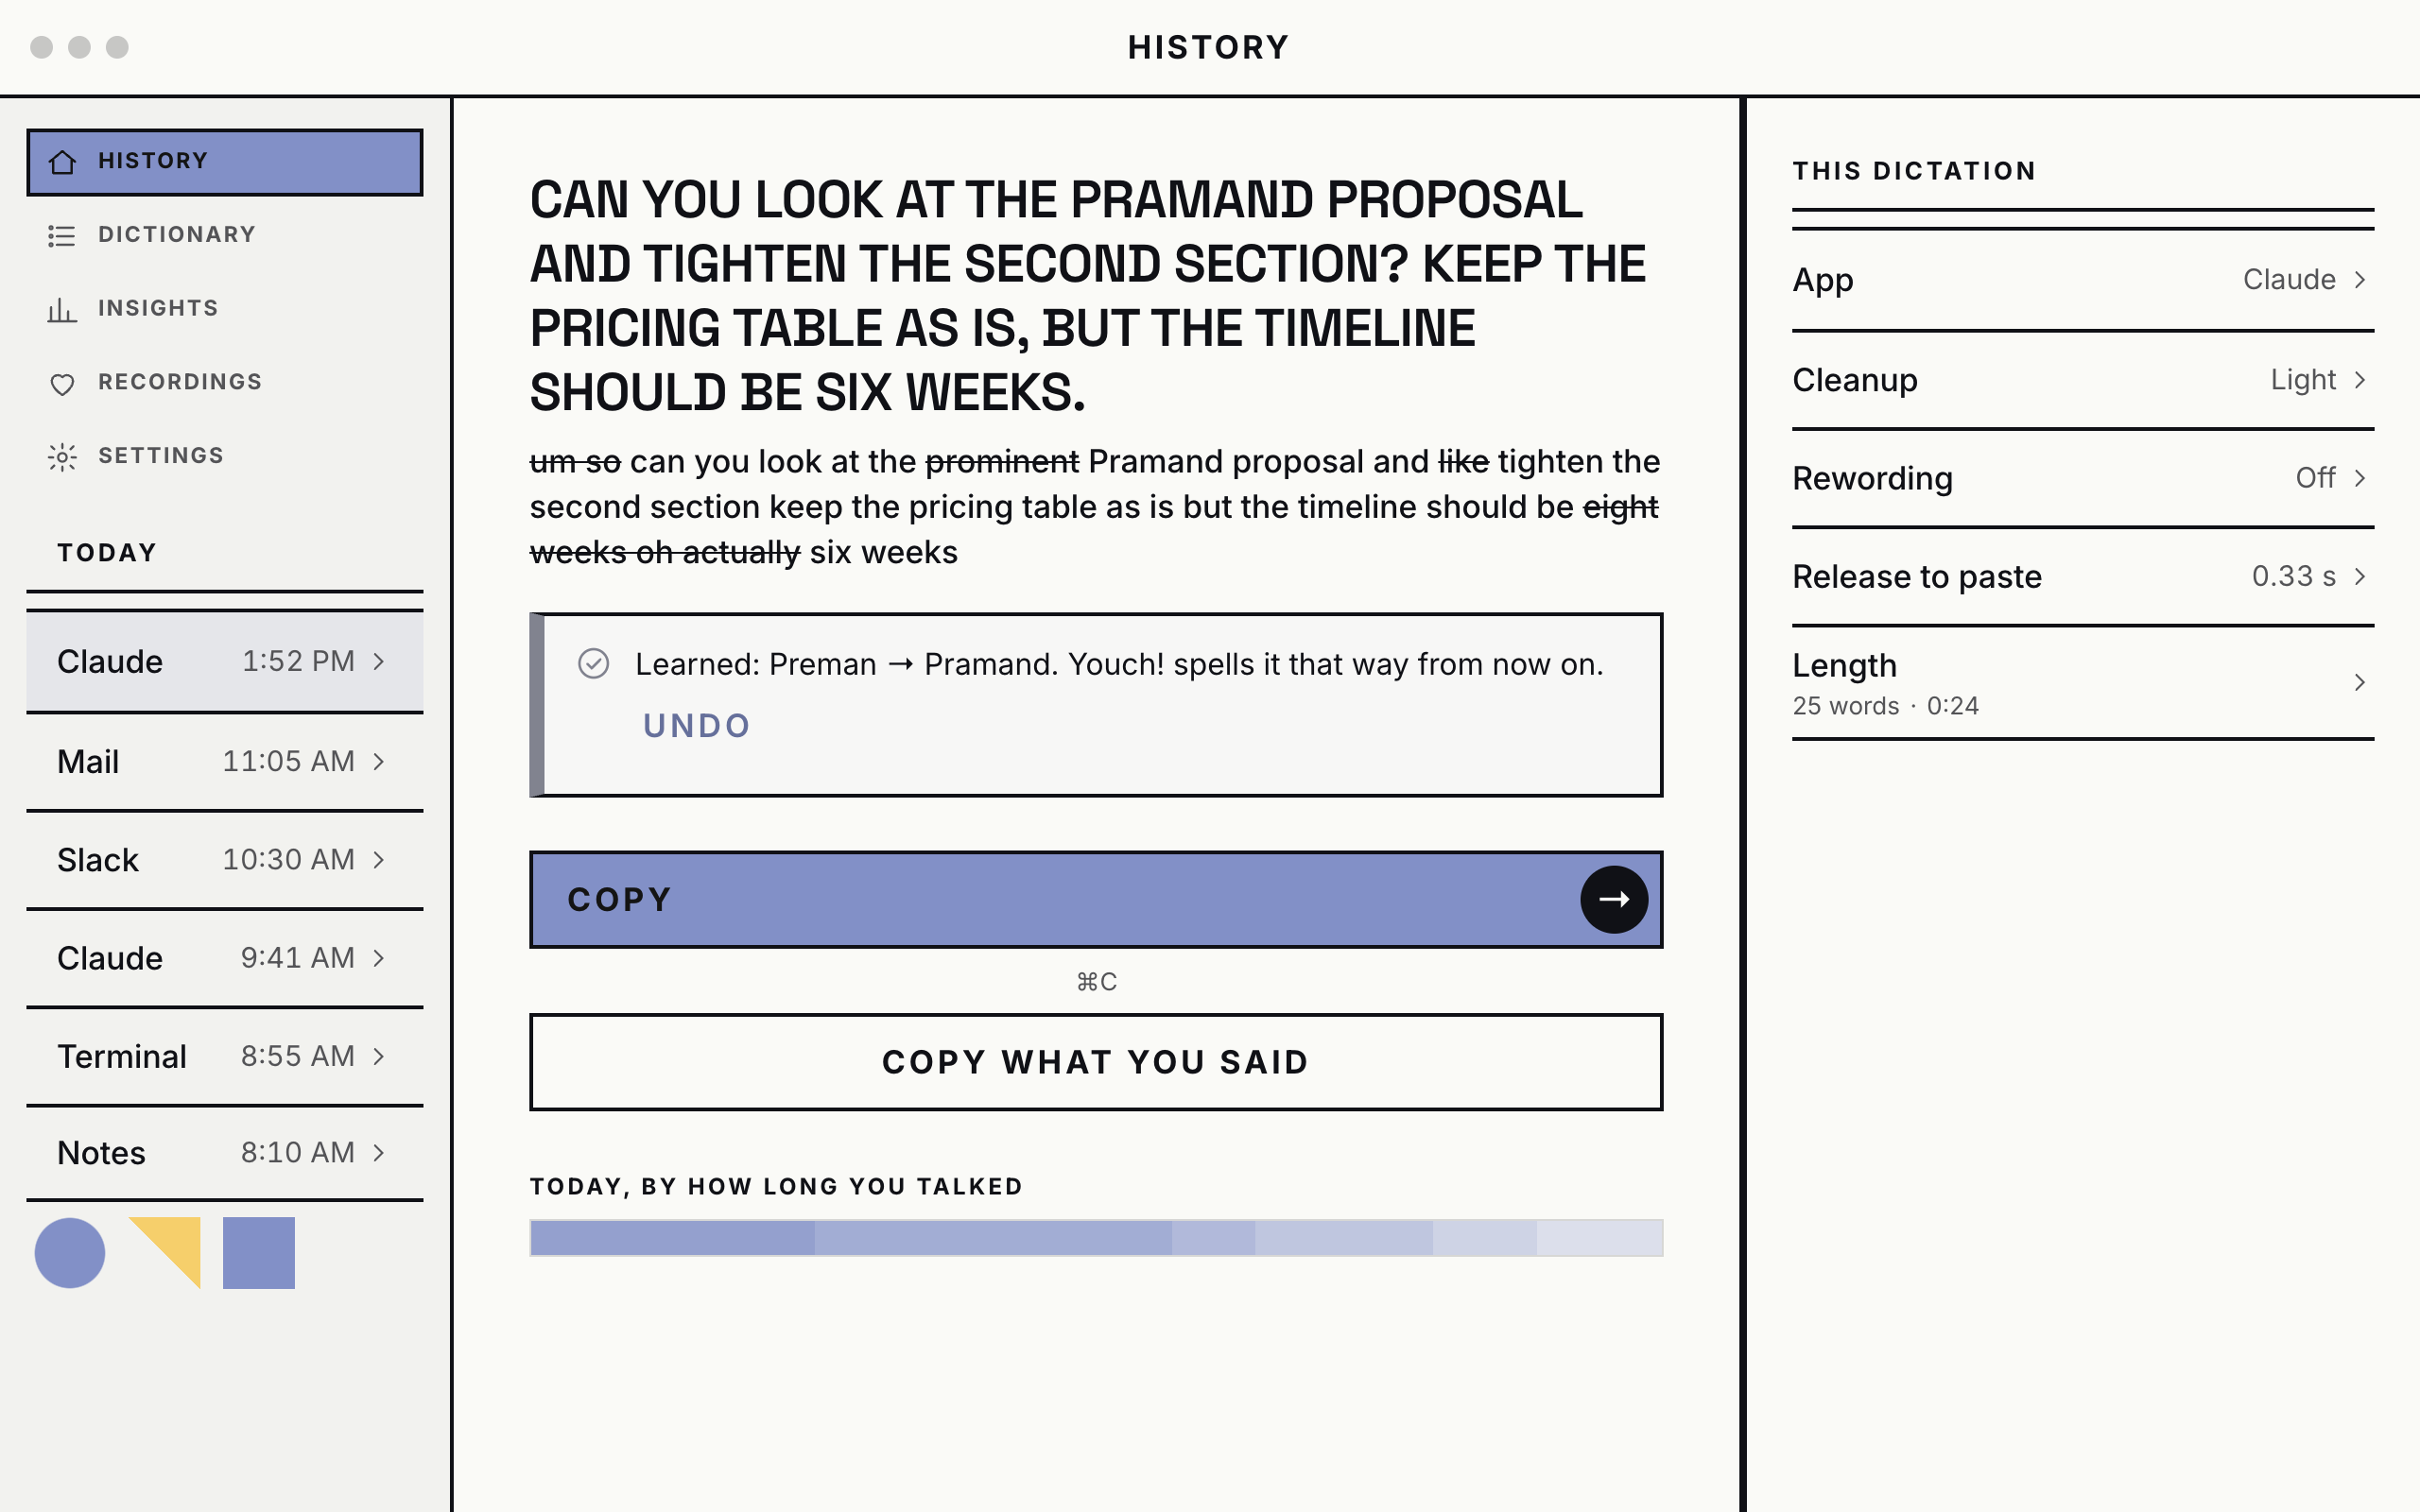 HISTORY
HISTORY
DICTIONARY
INSIGHTS
RECORDINGS
SETTINGS
TODAY
Claude 1:52 PM
Mail 11:05 AM
Slack 10:30 AM
Claude 9:41 AM
Terminal 8:55 AM
Notes 8:10 AM
CAN YOU LOOK AT THE PRAMAND PROPOSAL
AND TIGHTEN THE SECOND SECTION? KEEP THE
PRICING TABLE AS IS, BUT THE TIMELINE
SHOULD BE SIX WEEKS.
um so can you look at the prominent Pramand proposal and like tighten the
second section keep the pricing table as is but the timeline should be eight
weeks oh actually six weeks
Learned: Preman → Pramand. Youch! spells it that way from now on.
UNDO
COPY
⌘C
COPY WHAT YOU SAID
TODAY, BY HOW LONG YOU TALKED
THIS DICTATION
App Claude
Cleanup Light
Rewording Off
Release to paste 0.33 s
Length
25 words · 0:24